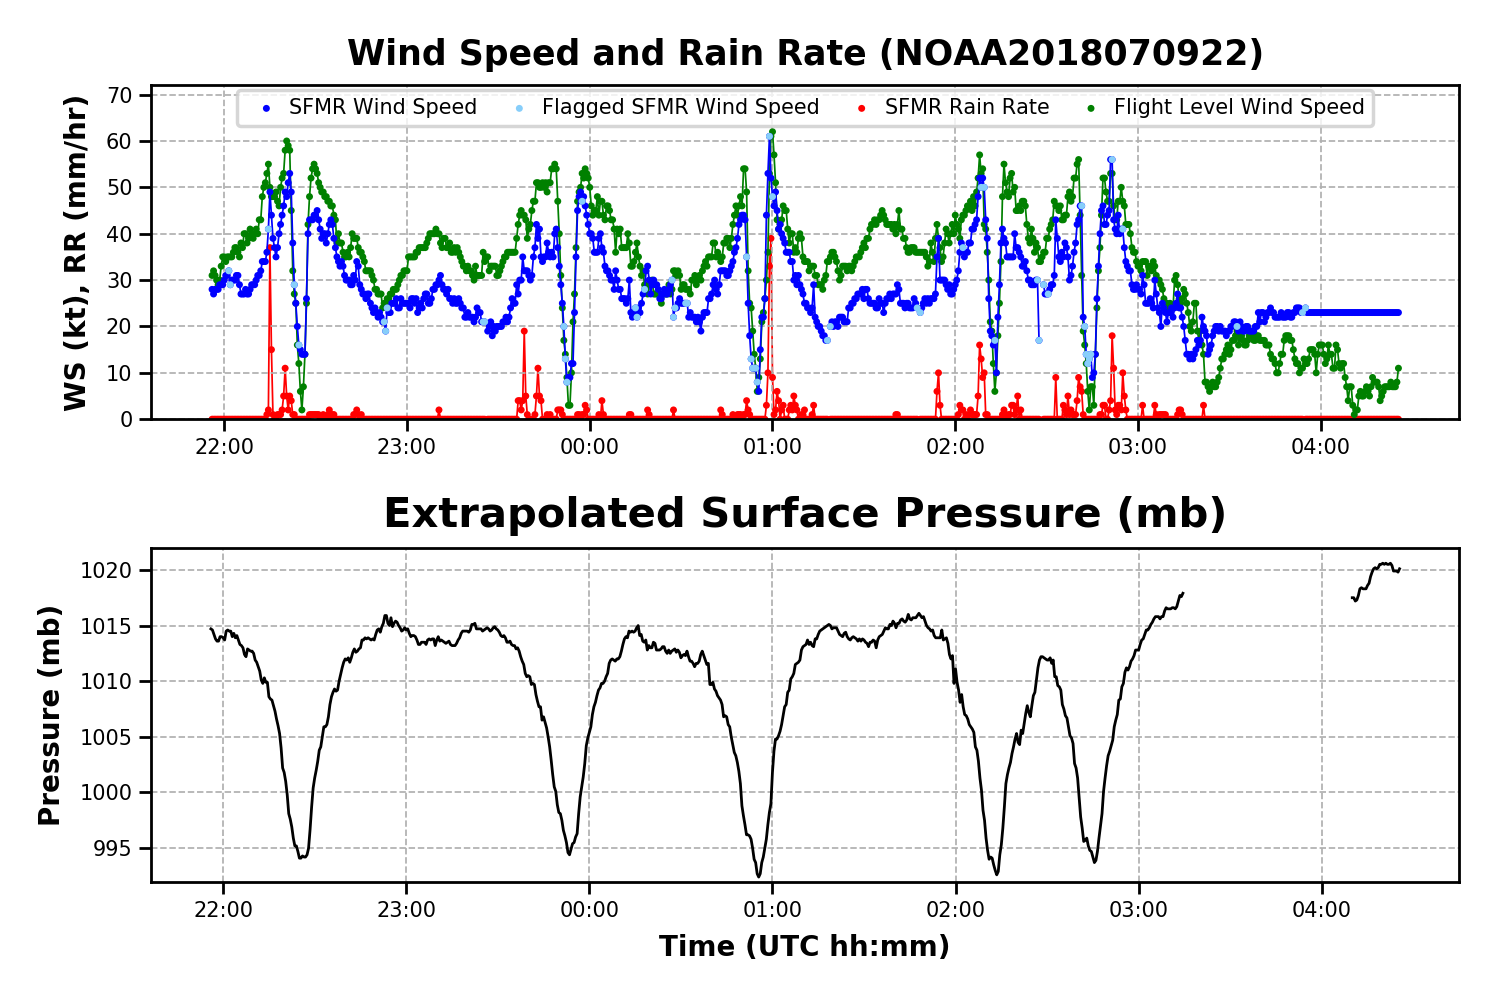 Wind Speed and Rain Rate (NOAA2018070922)
SFMR Wind Speed Flagged SFMR Wind Speed SFMR Rain Rate Flight Level Wind Speed
WS (kt), RR (mm/hr)
70
60
50
40
30
20
10
0
22:00 23:00 00:00 01:00 02:00 03:00 04:00
Extrapolated Surface Pressure (mb)
Pressure (mb)
1020
1015
1010
1005
1000
995
22:00 23:00 00:00 01:00 02:00 03:00 04:00
Time (UTC hh:mm)